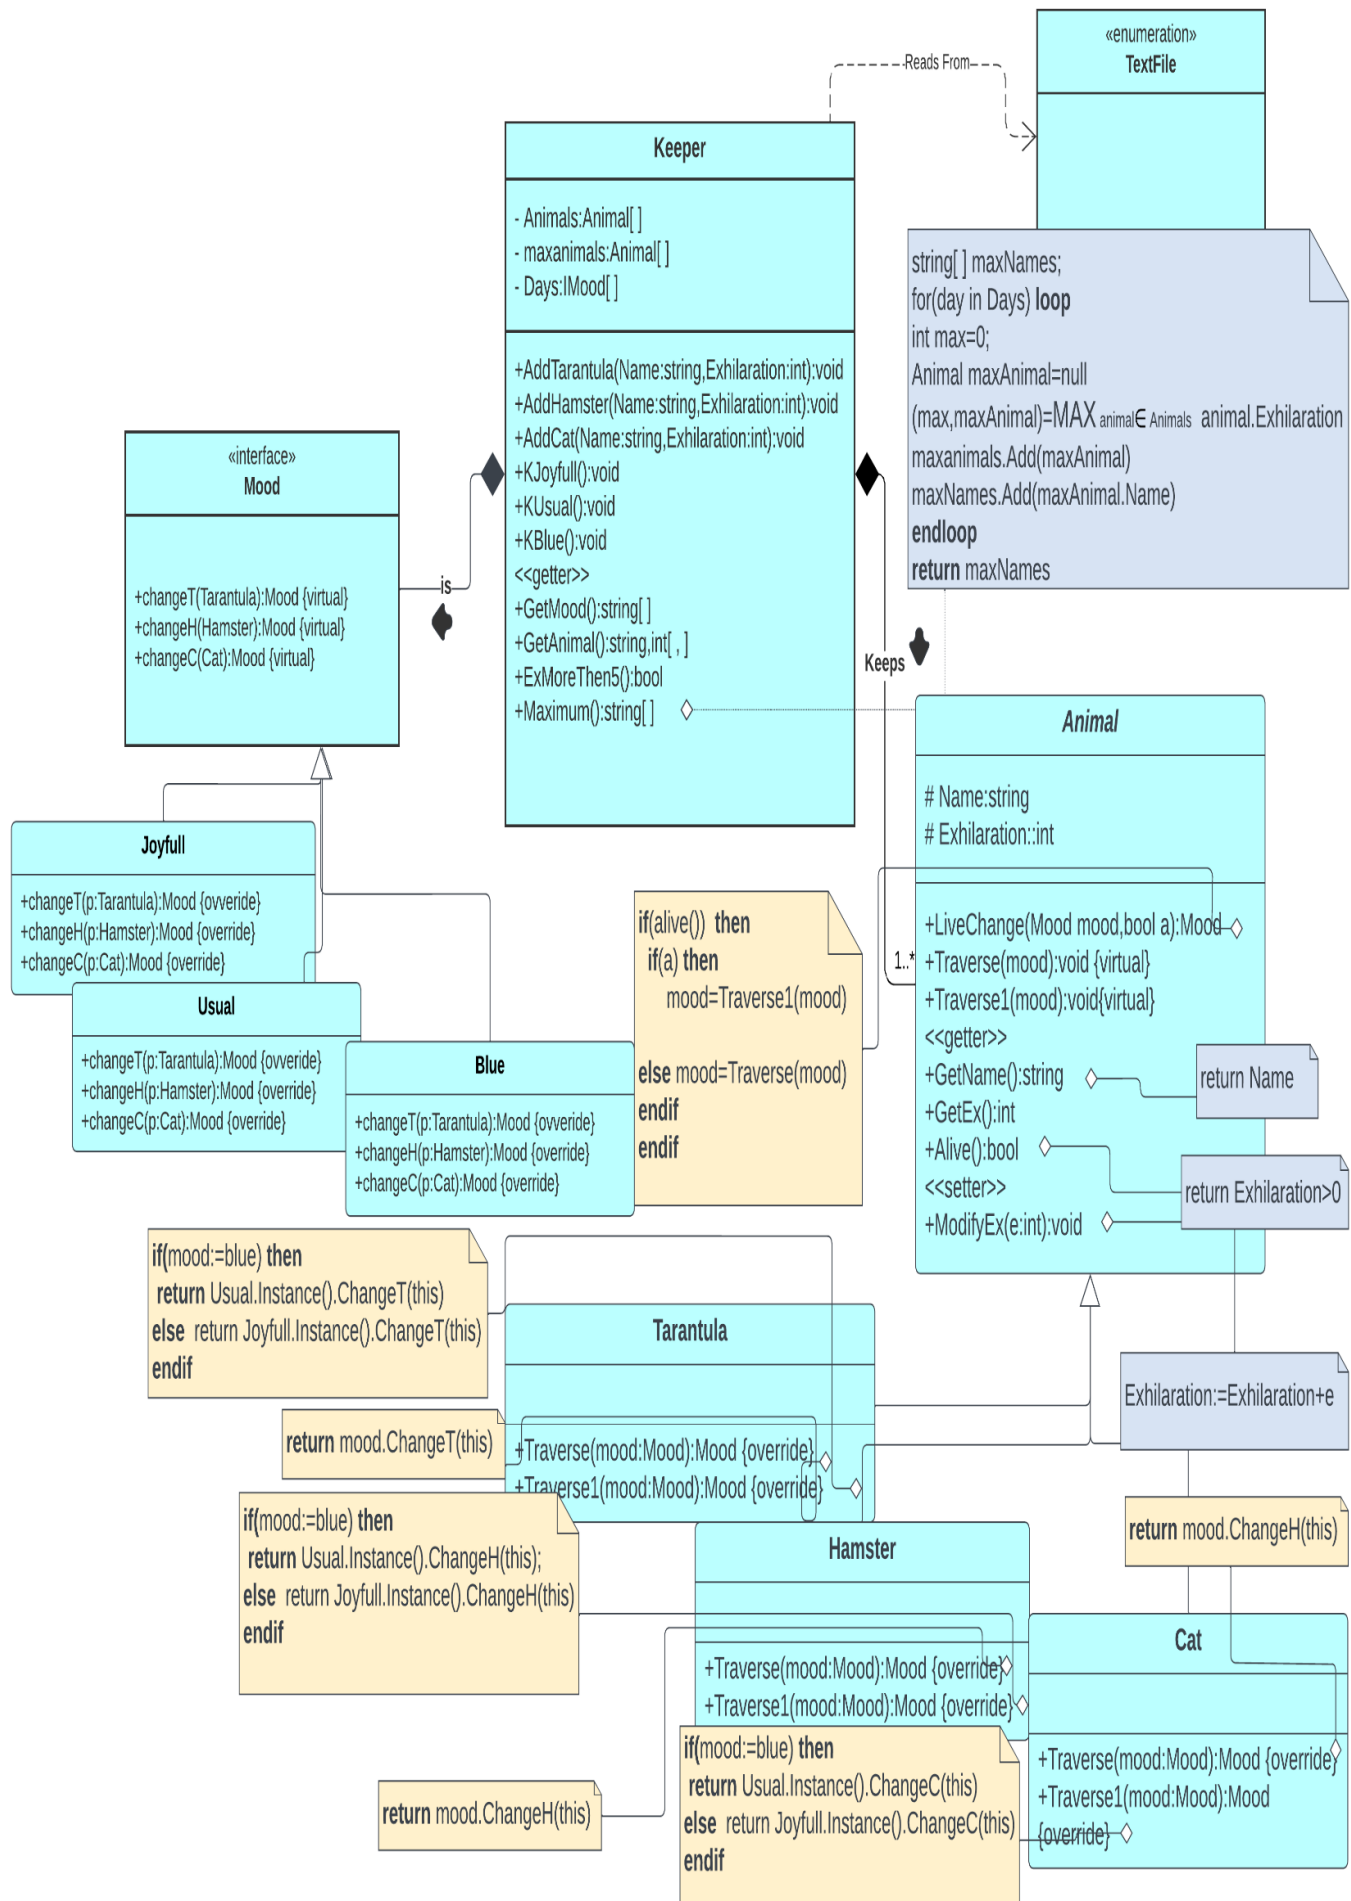 «enumeration»
TextFile
Reads From
Keeper
- Animals:Animal[ ]
- maxanimals:Animal[ ]
- Days:IMood[ ]
+AddTarantula(Name:string,Exhilaration:int):void
+AddHamster(Name:string,Exhilaration:int):void
+AddCat(Name:string,Exhilaration:int):void
+KJoyfull():void
+KUsual():void
+KBlue():void
<<getter>>
+GetMood():string[ ]
+GetAnimal():string,int[ , ]
+ExMoreThen5():bool
+Maximum():string[ ]
string[ ] maxNames;
for(day in Days) loop
int max=0;
Animal maxAnimal=null
(max,maxAnimal)=MAX animal∈ Animals animal.Exhilaration
maxanimals.Add(maxAnimal)
maxNames.Add(maxAnimal.Name)
endloop
return maxNames
«interface»
Mood
+changeT(Tarantula):Mood {virtual}
+changeH(Hamster):Mood {virtual}
+changeC(Cat):Mood {virtual}
is
Keeps
1..*
Animal
# Name:string
# Exhilaration::int
+LiveChange(Mood mood,bool a):Mood
+Traverse(mood):void {virtual}
+Traverse1(mood):void{virtual}
<<getter>>
+GetName():string
+GetEx():int
+Alive():bool
<<setter>>
+ModifyEx(e:int):void
return Name
return Exhilaration>0
Exhilaration:=Exhilaration+e
Joyfull
+changeT(p:Tarantula):Mood {ovveride}
+changeH(p:Hamster):Mood {override}
+changeC(p:Cat):Mood {override}
Usual
+changeT(p:Tarantula):Mood {ovveride}
+changeH(p:Hamster):Mood {override}
+changeC(p:Cat):Mood {override}
Blue
+changeT(p:Tarantula):Mood {ovveride}
+changeH(p:Hamster):Mood {override}
+changeC(p:Cat):Mood {override}
if(alive()) then
if(a) then
mood=Traverse1(mood)
else mood=Traverse(mood)
endif
endif
if(mood:=blue) then
return Usual.Instance().ChangeT(this)
else return Joyfull.Instance().ChangeT(this)
endif
return mood.ChangeT(this)
Tarantula
+Traverse(mood:Mood):Mood {override}
+Traverse1(mood:Mood):Mood {override}
if(mood:=blue) then
return Usual.Instance().ChangeH(this);
else return Joyfull.Instance().ChangeH(this)
endif
Hamster
+Traverse(mood:Mood):Mood {override}
+Traverse1(mood:Mood):Mood {override}
return mood.ChangeH(this)
Cat
+Traverse(mood:Mood):Mood {override}
+Traverse1(mood:Mood):Mood
{override}
return mood.ChangeH(this)
if(mood:=blue) then
return Usual.Instance().ChangeC(this)
else return Joyfull.Instance().ChangeC(this)
endif